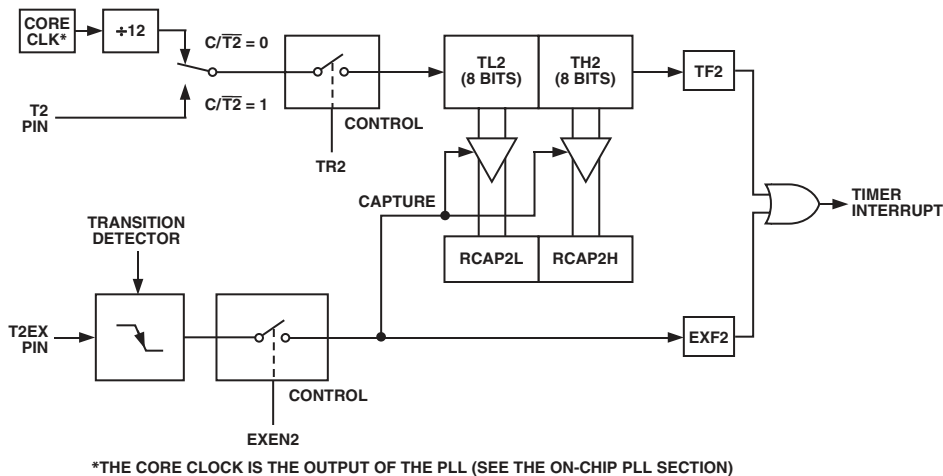 CORE
CLK*
÷12
C/T2̅ = 0
C/T2̅ = 1
T2
PIN
CONTROL
TR2
TL2
(8 BITS)
TH2
(8 BITS)
TF2
CAPTURE
RCAP2L
RCAP2H
TIMER
INTERRUPT
TRANSITION
DETECTOR
T2EX
PIN
CONTROL
EXEN2
EXF2
*THE CORE CLOCK IS THE OUTPUT OF THE PLL (SEE THE ON-CHIP PLL SECTION)